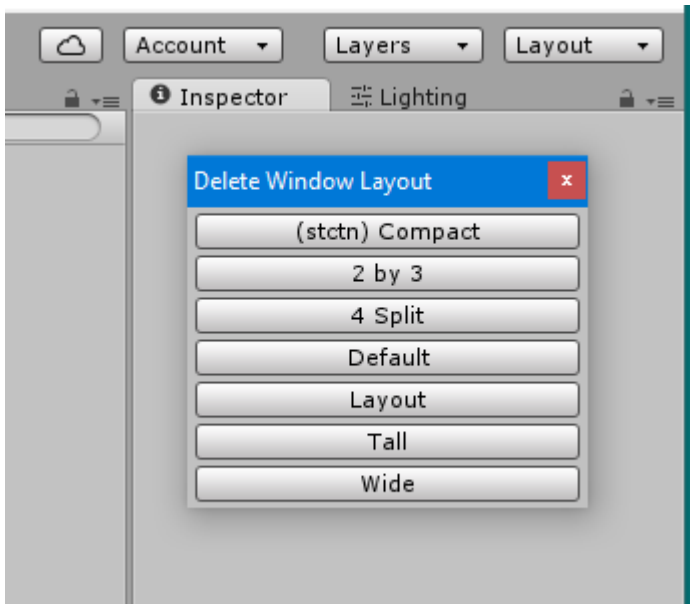 Account Layers Layout
Inspector Lighting
Delete Window Layout x
(stctn) Compact
2 by 3
4 Split
Default
Layout
Tall
Wide